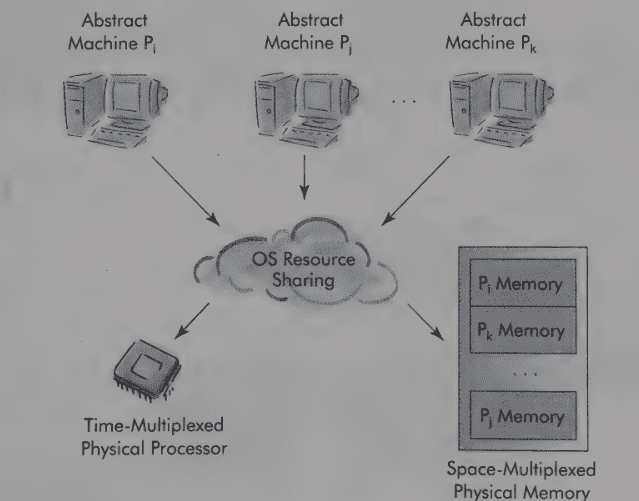 Abstract
Machine Pi
Abstract
Machine Pj
Abstract
Machine Pk
...
OS Resource
Sharing
Pi Memory
Pk Memory
...
Pj Memory
Time-Multiplexed
Physical Processor
Space-Multiplexed
Physical Memory